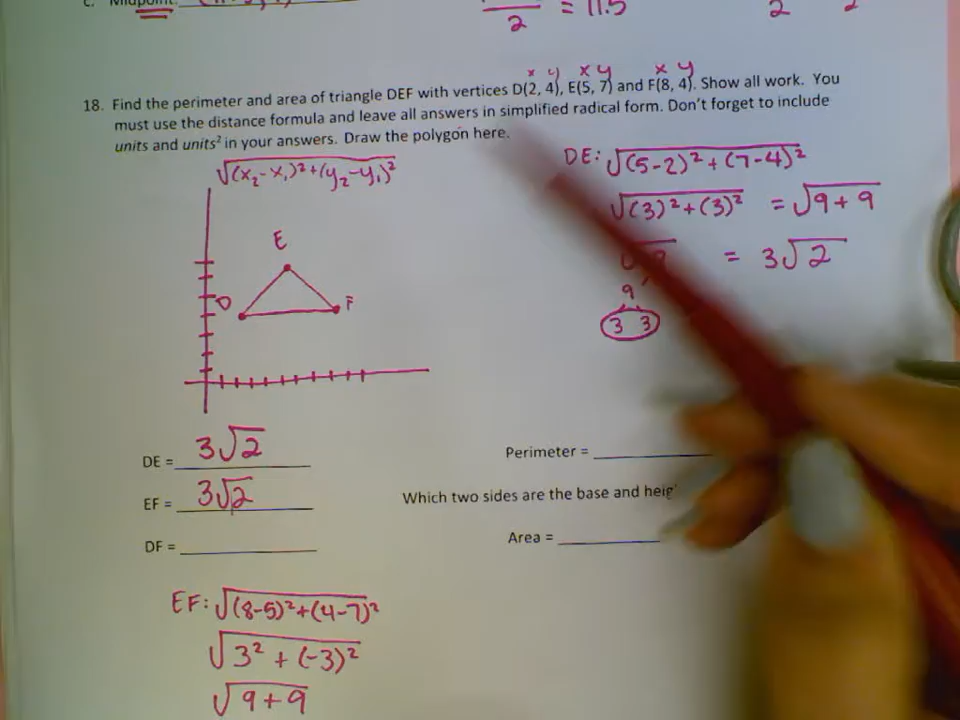 c. Midpoint:
2
= 11.5
2 2
x y x y x y
18. Find the perimeter and area of triangle DEF with vertices D(2, 4), E(5, 7) and F(8, 4). Show all work. You
must use the distance formula and leave all answers in simplified radical form. Don't forget to include
units and units² in your answers. Draw the polygon here.
√(x₂-x₁)²+(y₂-y₁)²
DE: √(5-2)²+(7-4)²
√(3)²+(3)² = √9+9
= 3√2
9
3 3
E
D
F
DE = 3√2
Perimeter =
EF = 3√2
Which two sides are the base and
DF =
Area =
EF: √(8-5)²+(4-7)²
√3² + (-3)²
√9+9